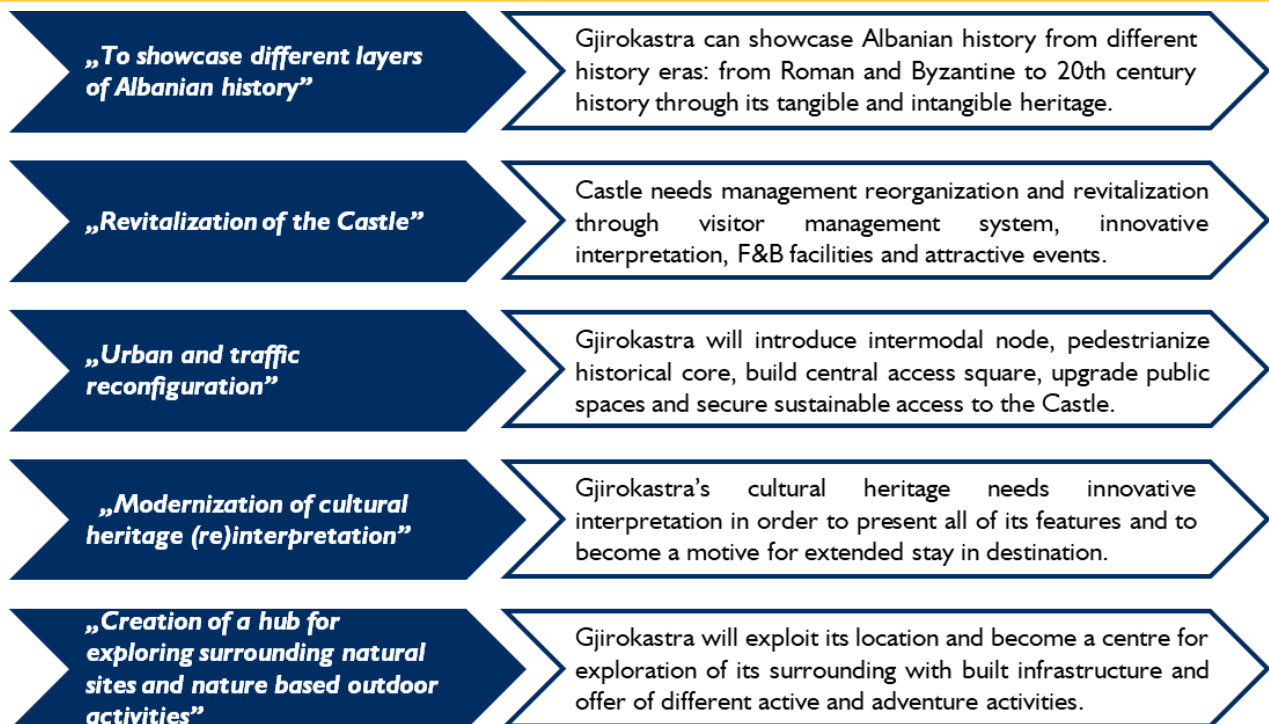 „To showcase different layers
of Albanian history”
Gjirokastra can showcase Albanian history from different
history eras: from Roman and Byzantine to 20th century
history through its tangible and intangible heritage.
„Revitalization of the Castle”
Castle needs management reorganization and revitalization
through visitor management system, innovative
interpretation, F&B facilities and attractive events.
„Urban and traffic
reconfiguration”
Gjirokastra will introduce intermodal node, pedestrianize
historical core, build central access square, upgrade public
spaces and secure sustainable access to the Castle.
„Modernization of cultural
heritage (re)interpretation”
Gjirokastra’s cultural heritage needs innovative
interpretation in order to present all of its features and to
become a motive for extended stay in destination.
„Creation of a hub for
exploring surrounding natural
sites and nature based outdoor
activities”
Gjirokastra will exploit its location and become a centre for
exploration of its surrounding with built infrastructure and
offer of different active and adventure activities.